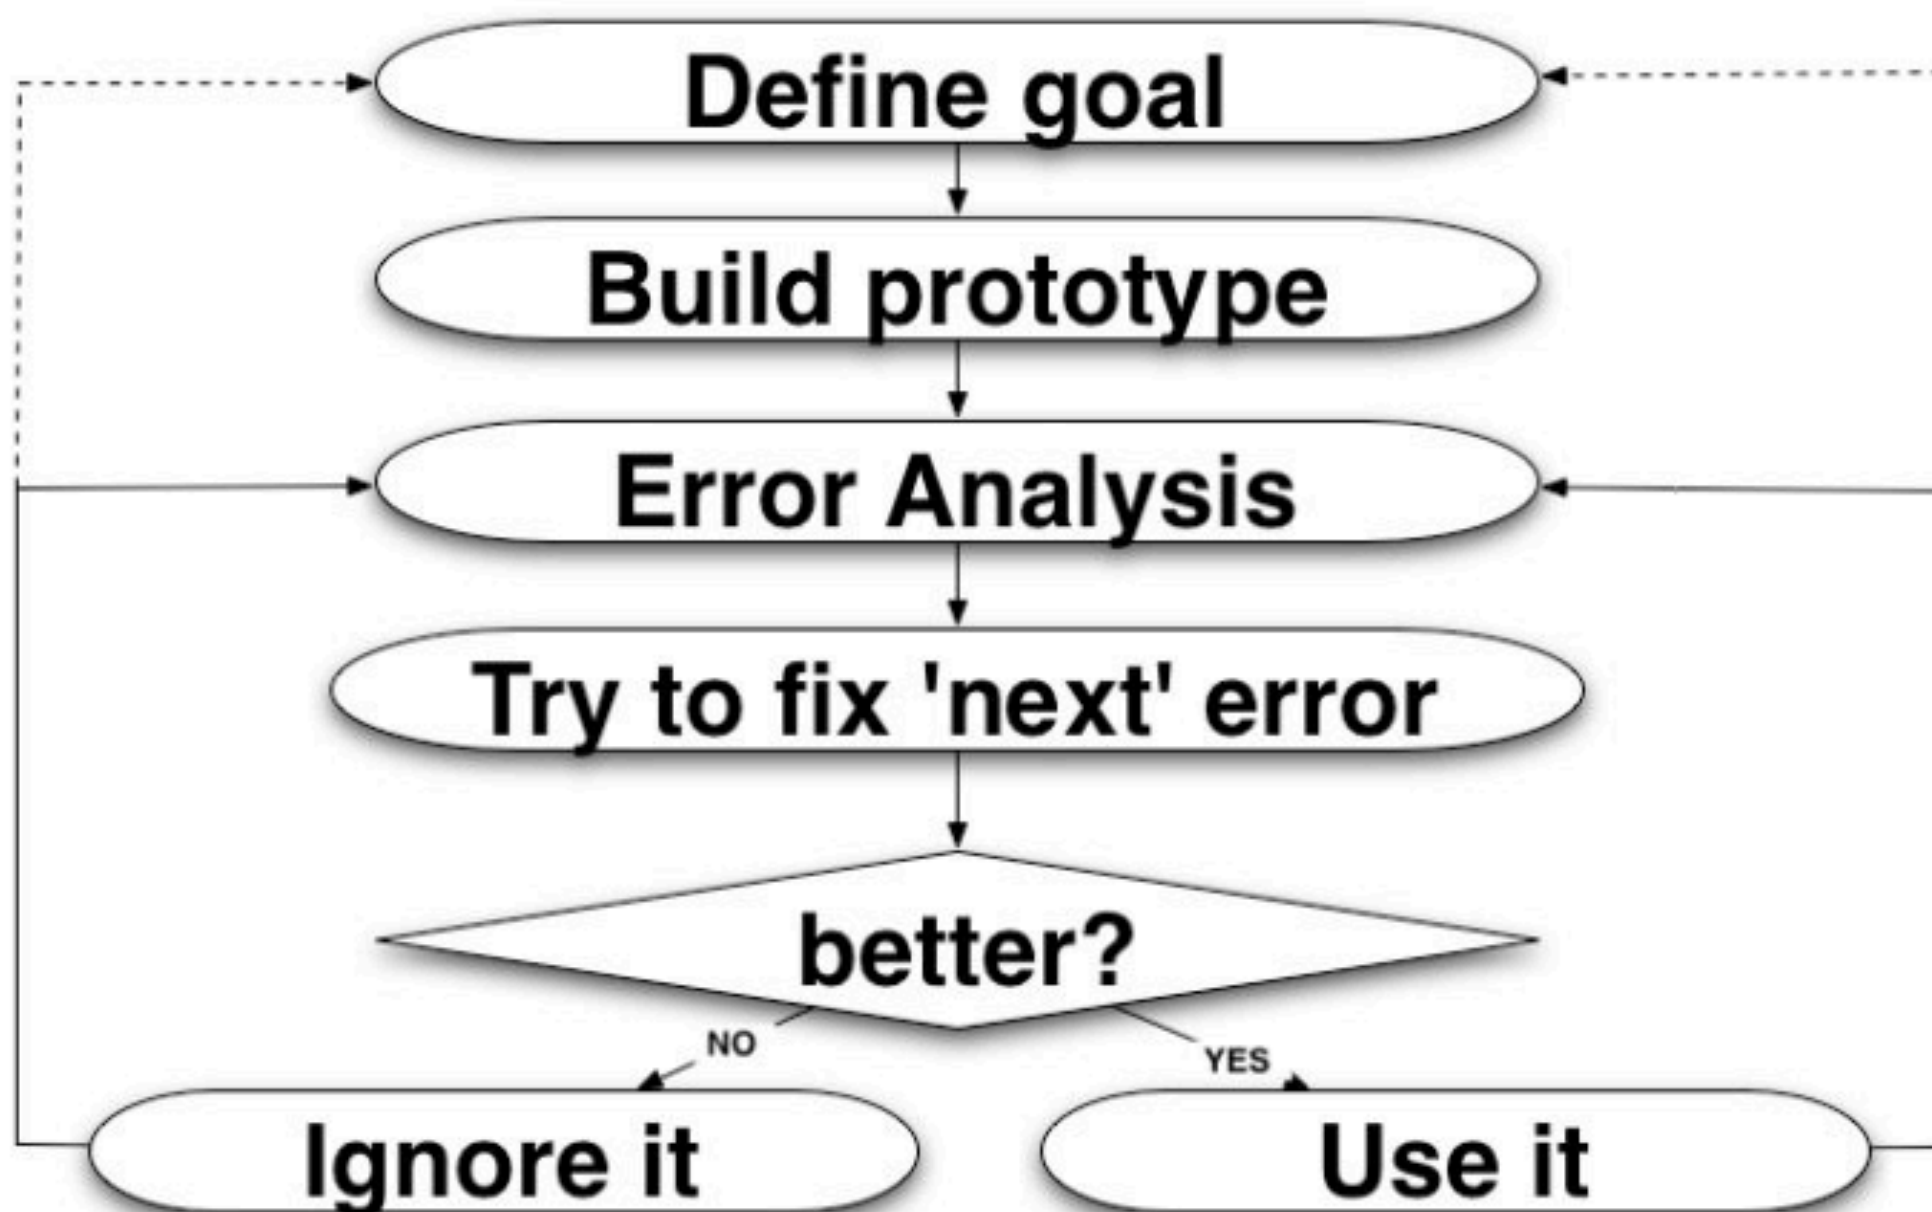 Define goal
Build prototype
Error Analysis
Try to fix 'next' error
better?
NO
YES
Ignore it
Use it